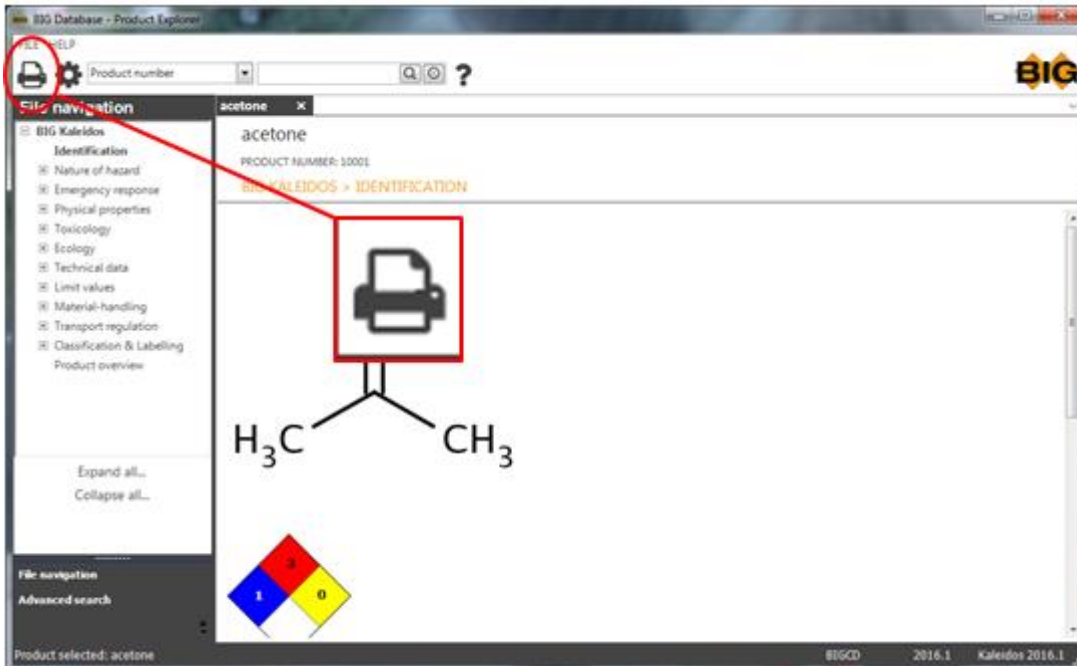 BIG Database - Product Explorer
FILE HELP
Product number
?
BIG
File navigation
acetone x
BIG Kaleidos
Identification
Nature of hazard
Emergency response
Physical properties
Toxicology
Ecology
Technical data
Limit values
Material-handling
Transport regulation
Classification & Labelling
Product overview
Expand all...
Collapse all...
File navigation
Advanced search
acetone
PRODUCT NUMBER: 10001
BIG KALEIDOS > IDENTIFICATION
H3C CH3
3
1 0
Product selected: acetone BIGCD 2016.1 Kaleidos 2016.1